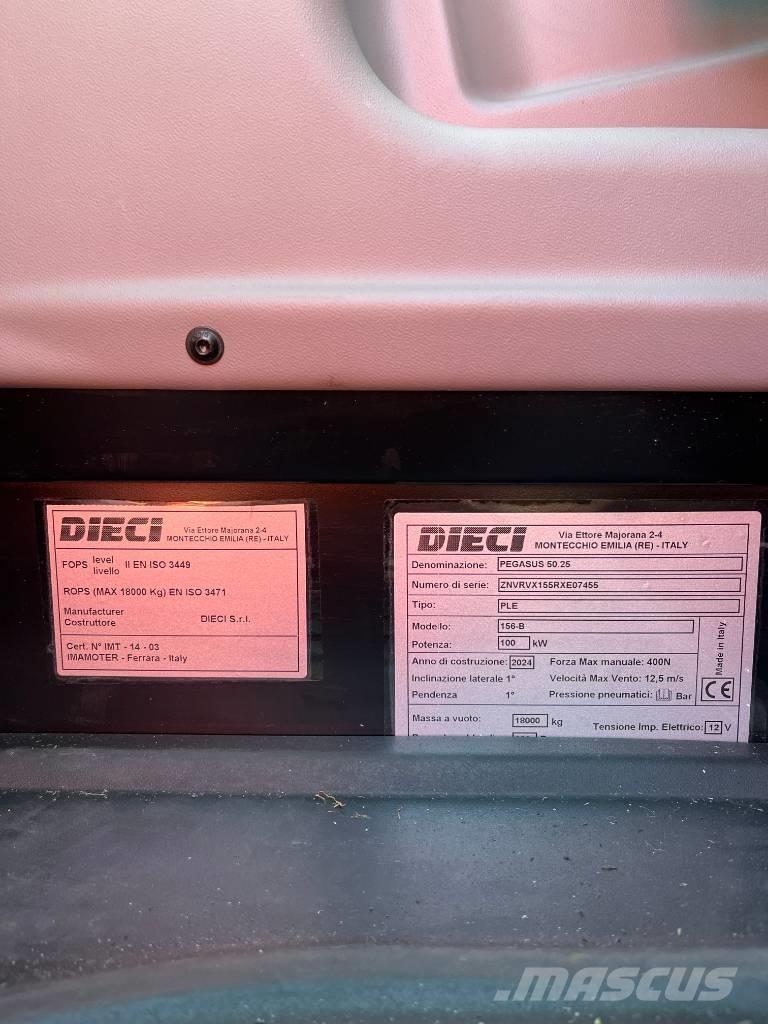 DIECI
Via Ettore Majorana 2-4
MONTECCHIO EMILIA (RE) - ITALY
FOPS level livello II EN ISO 3449
ROPS (MAX 18000 Kg) EN ISO 3471
Manufacturer
Costruttore DIECI S.r.l.
Cert. N° IMT - 14 - 03
IMAMOTER - Ferrara - Italy
DIECI
Via Ettore Majorana 2-4
MONTECCHIO EMILIA (RE) - ITALY
Denominazione: PEGASUS 50.25
Numero di serie: ZNVRVX155RXE07455
Tipo: PLE
Modello: 156-B
Potenza: 100 kW
Anno di costruzione: 2024 Forza Max manuale: 400N
Inclinazione laterale 1° Velocità Max Vento: 12,5 m/s
Pendenza 1° Pressione pneumatici: Bar
Made in Italy
CE
Massa a vuoto: 18000 kg Tensione Imp. Elettrico: 12 V
MASCUS